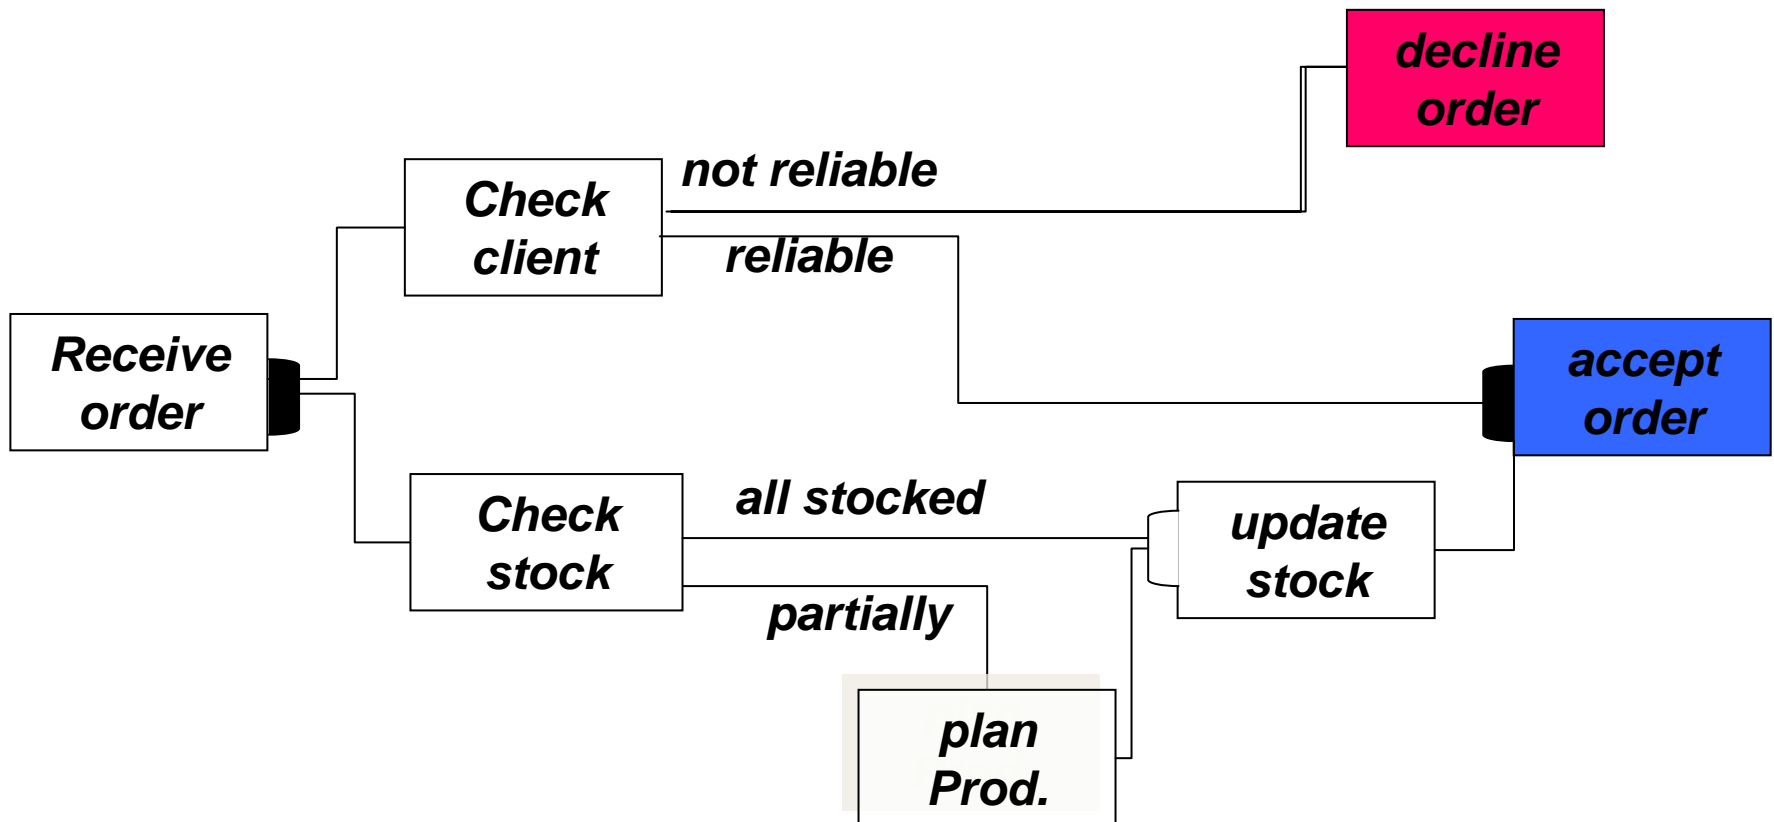 decline
order
not reliable
Check
client
reliable
Receive
order
accept
order
all stocked
Check
stock
update
stock
partially
plan
Prod.